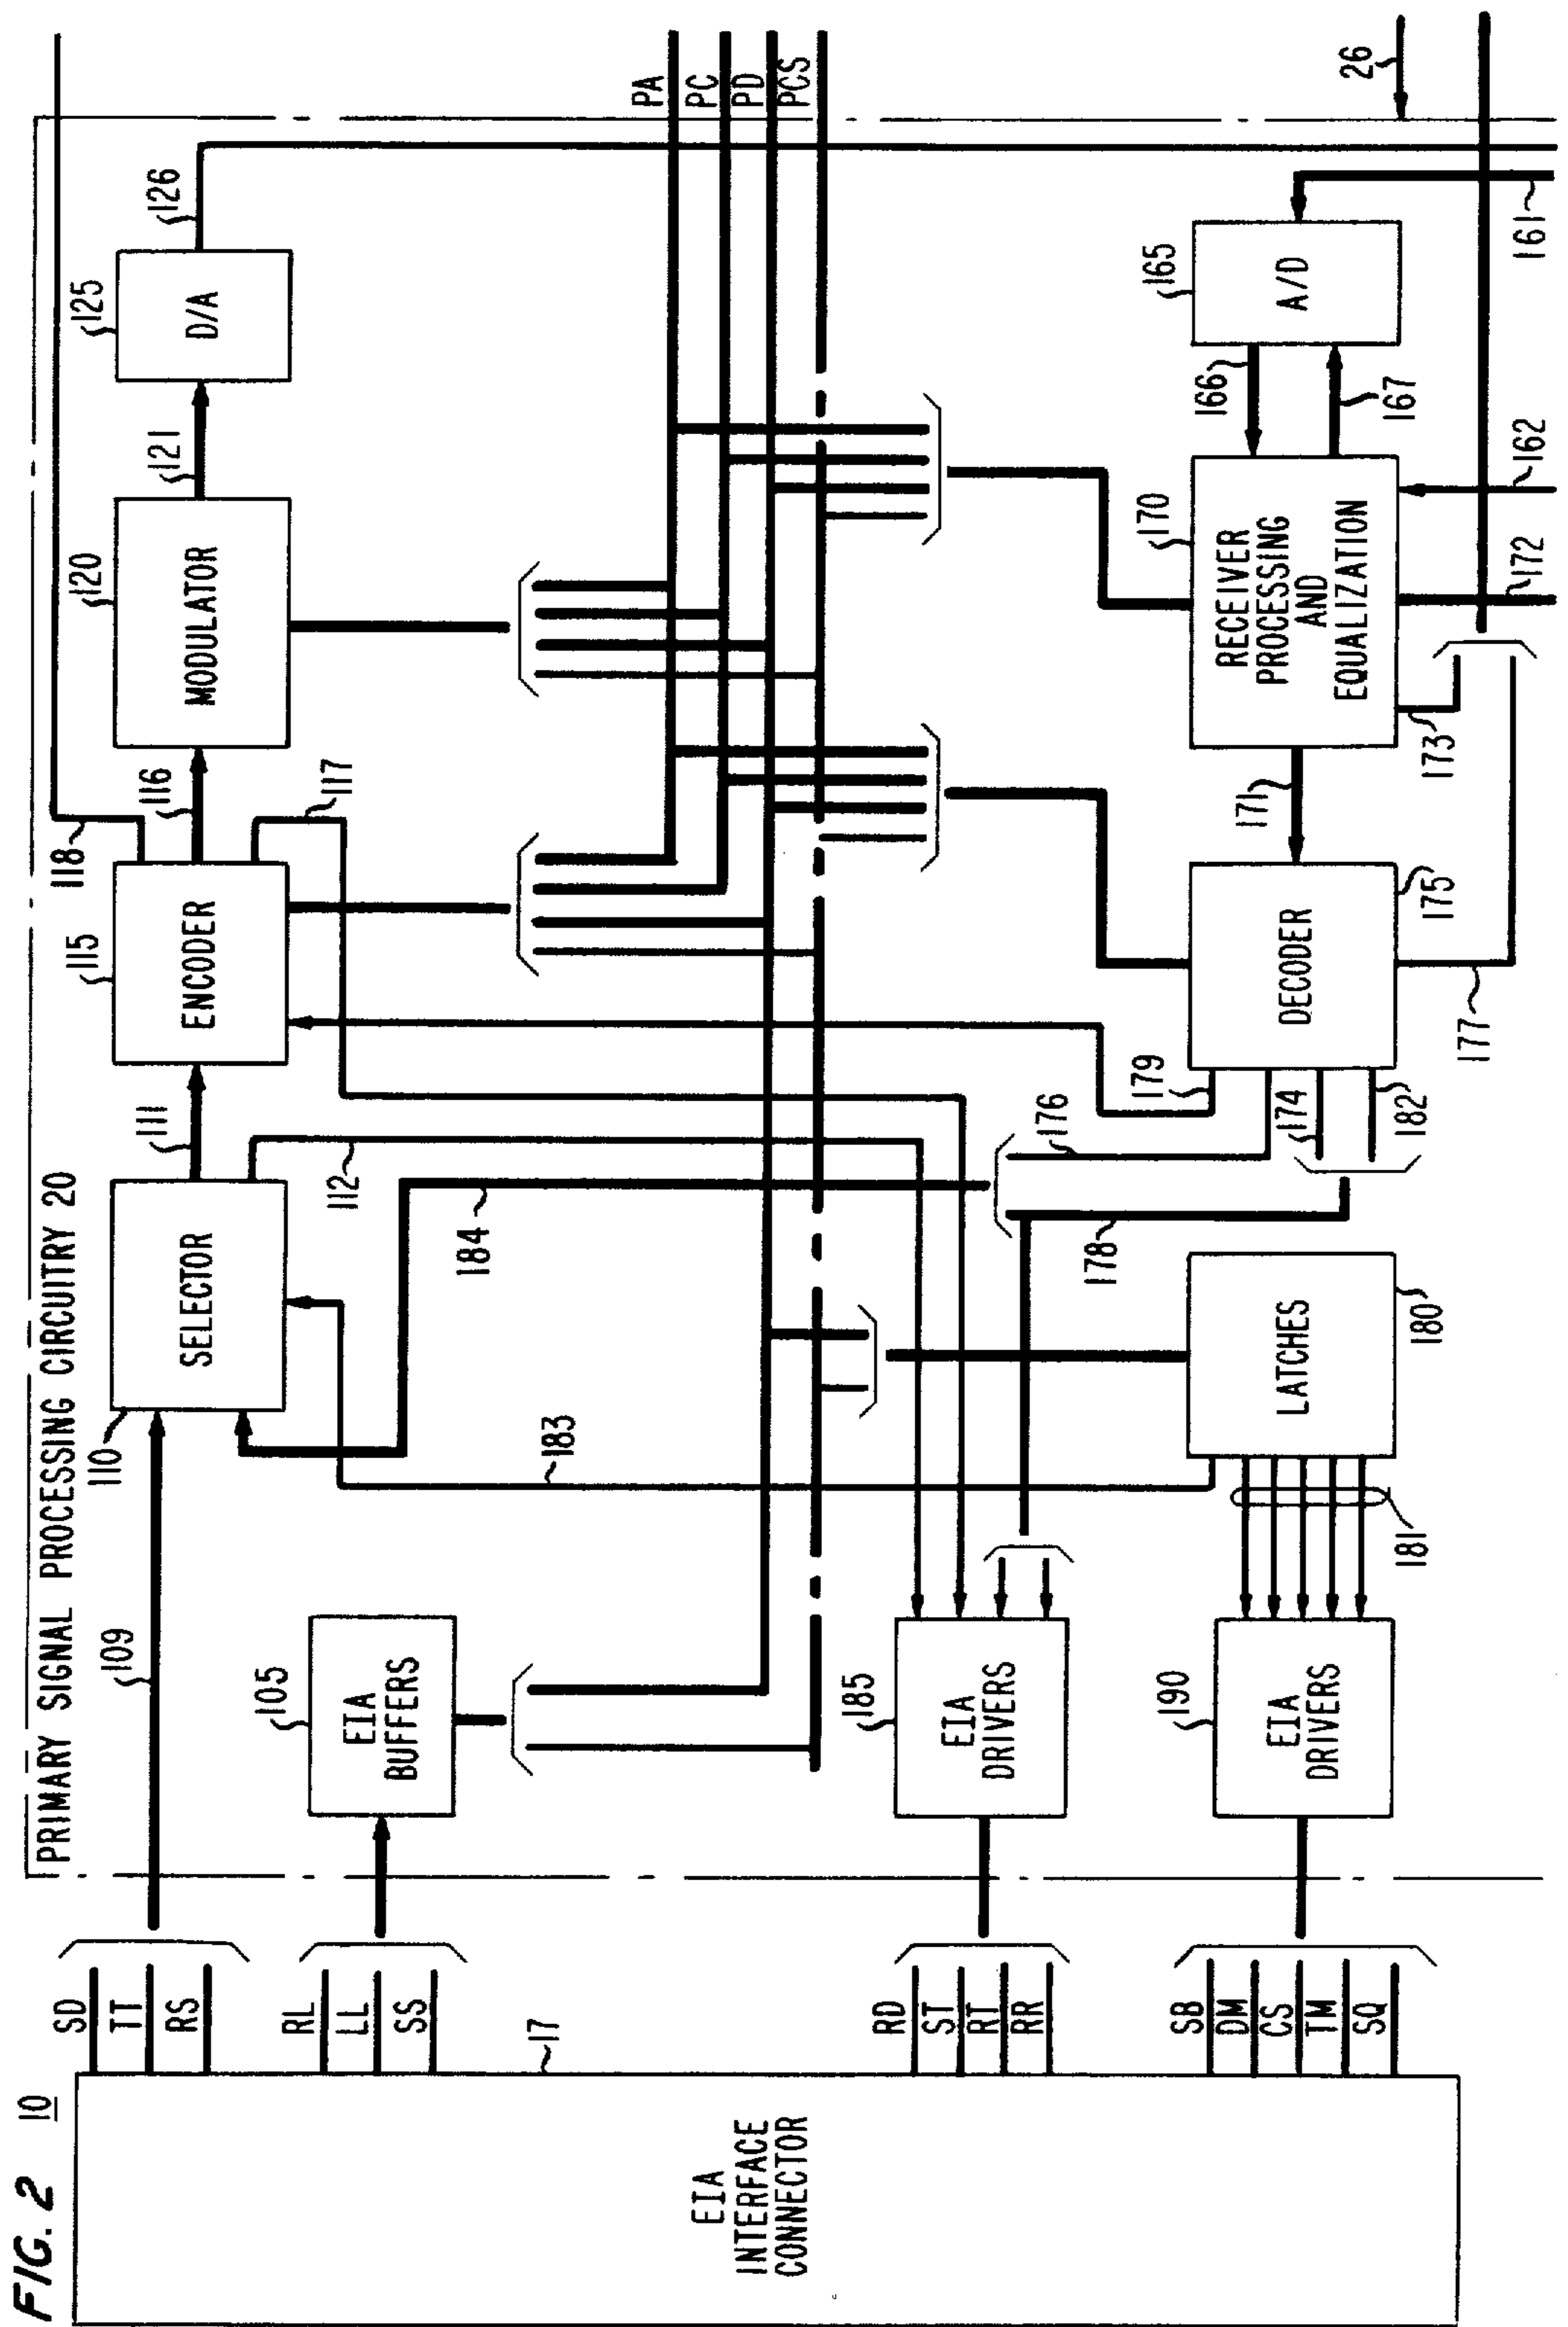 FIG. 2
10
EIA
INTERFACE
CONNECTOR
17
SD
TT
RS
RL
LL
SS
RD
ST
RT
RR
SB
DM
CS
TM
SQ
PRIMARY SIGNAL PROCESSING CIRCUITRY 20
109
105
EIA
BUFFERS
185
EIA
DRIVERS
190
EIA
DRIVERS
110
SELECTOR
111
112
183
184
181
LATCHES
180
178
176
174
182
179
115
ENCODER
116
117
118
DECODER
175
177
171
120
MODULATOR
121
170
RECEIVER
PROCESSING
AND
EQUALIZATION
173
172
162
166
167
125
D/A
126
165
A/D
161
PA
PC
PD
PCS
26